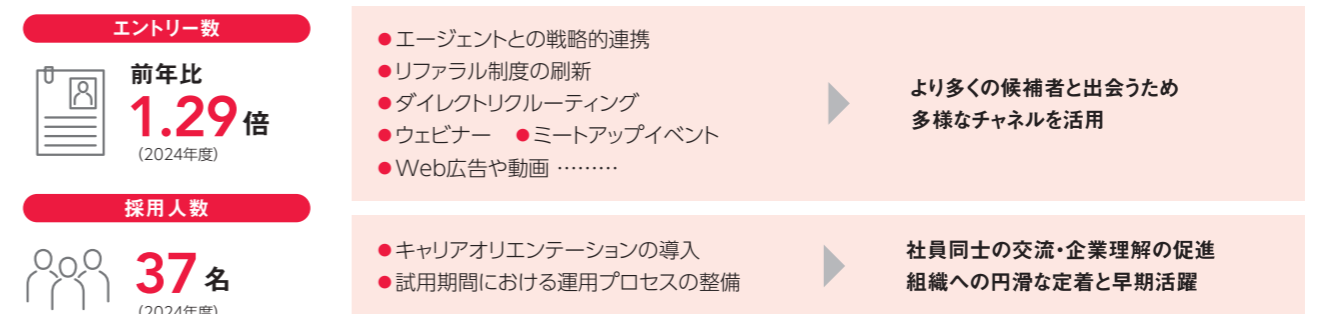 エントリー数
前年比
1.29倍
(2024年度)
●エージェントとの戦略的連携
●リファラル制度の刷新
●ダイレクトリクルーティング
●ウェビナー ●ミートアップイベント
●Web広告や動画 ………
より多くの候補者と出会うため
多様なチャネルを活用
採用人数
37名
(2024年度)
●キャリアオリエンテーションの導入
●試用期間における運用プロセスの整備
社員同士の交流・企業理解の促進
組織への円滑な定着と早期活躍